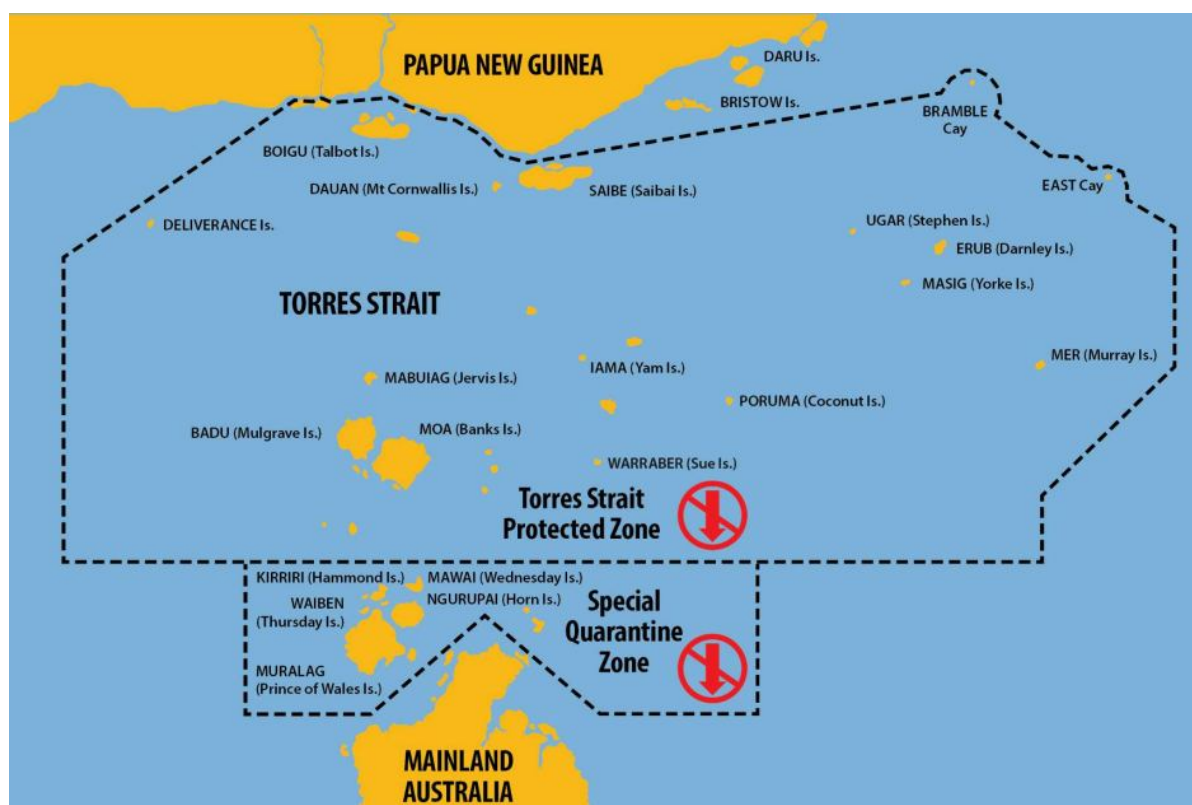 PAPUA NEW GUINEA
DARU Is.
BRISTOW Is.
BRAMBLE
Cay
BOIGU (Talbot Is.)
DAUAN (Mt Cornwallis Is.)
SAIBE (Saibai Is.)
EAST Cay
DELIVERANCE Is.
UGAR (Stephen Is.)
ERUB (Darnley Is.)
MASIG (Yorke Is.)
TORRES STRAIT
MABUIAG (Jervis Is.)
IAMA (Yam Is.)
MER (Murray Is.)
PORUMA (Coconut Is.)
BADU (Mulgrave Is.)
MOA (Banks Is.)
WARRABER (Sue Is.)
Torres Strait
Protected Zone
KIRRIRI (Hammond Is.)
MAWAI (Wednesday Is.)
WAIBEN
(Thursday Is.)
NGURUPAI (Horn Is.)
Special
Quarantine
Zone
MURALAG
(Prince of Wales Is.)
MAINLAND
AUSTRALIA